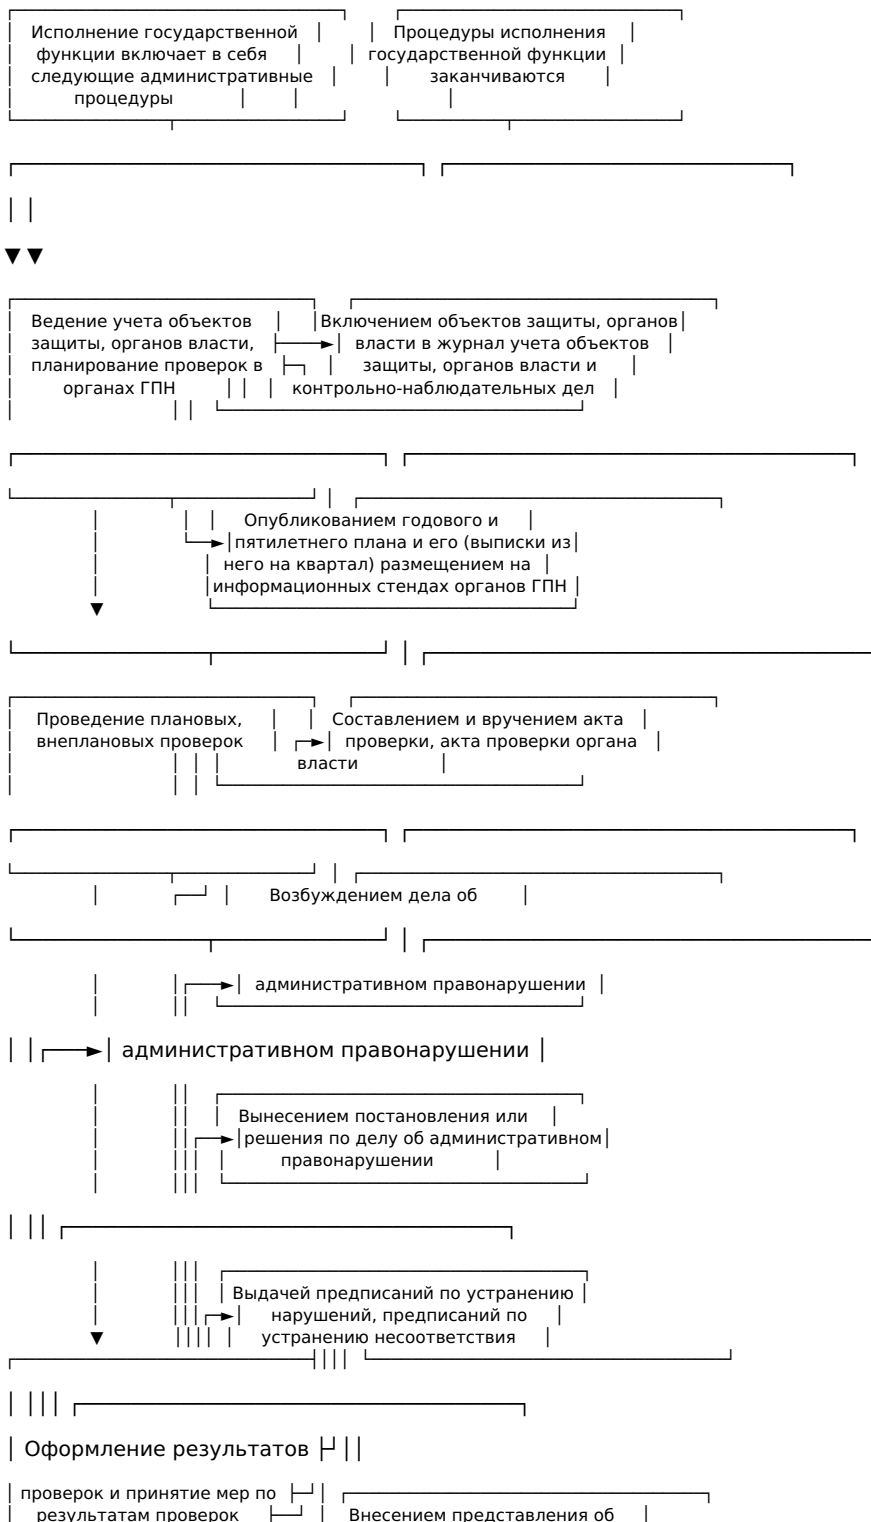 Исполнение государственной Процедуры исполнения
функции включает в себя государственной функции
следующие административные заканчиваются
процедуры
Ведение учета объектов Включением объектов защиты, органов
защиты, органов власти, власти в журнал учета объектов
планирование проверок в защиты, органов власти и
органах ГПН контрольно-наблюдательных дел
Опубликованием годового и
пятилетнего плана и его (выписки из
него на квартал) размещением на
информационных стендах органов ГПН
Проведение плановых, Составлением и вручением акта
внеплановых проверок проверки, акта проверки органа
власти
Возбуждением дела об
административном правонарушении
административном правонарушении
Вынесением постановления или
решения по делу об административном
правонарушении
Выдачей предписаний по устранению
нарушений, предписаний по
устранению несоответствия
Оформление результатов
проверок и принятие мер по
результатам проверок Внесением представления об